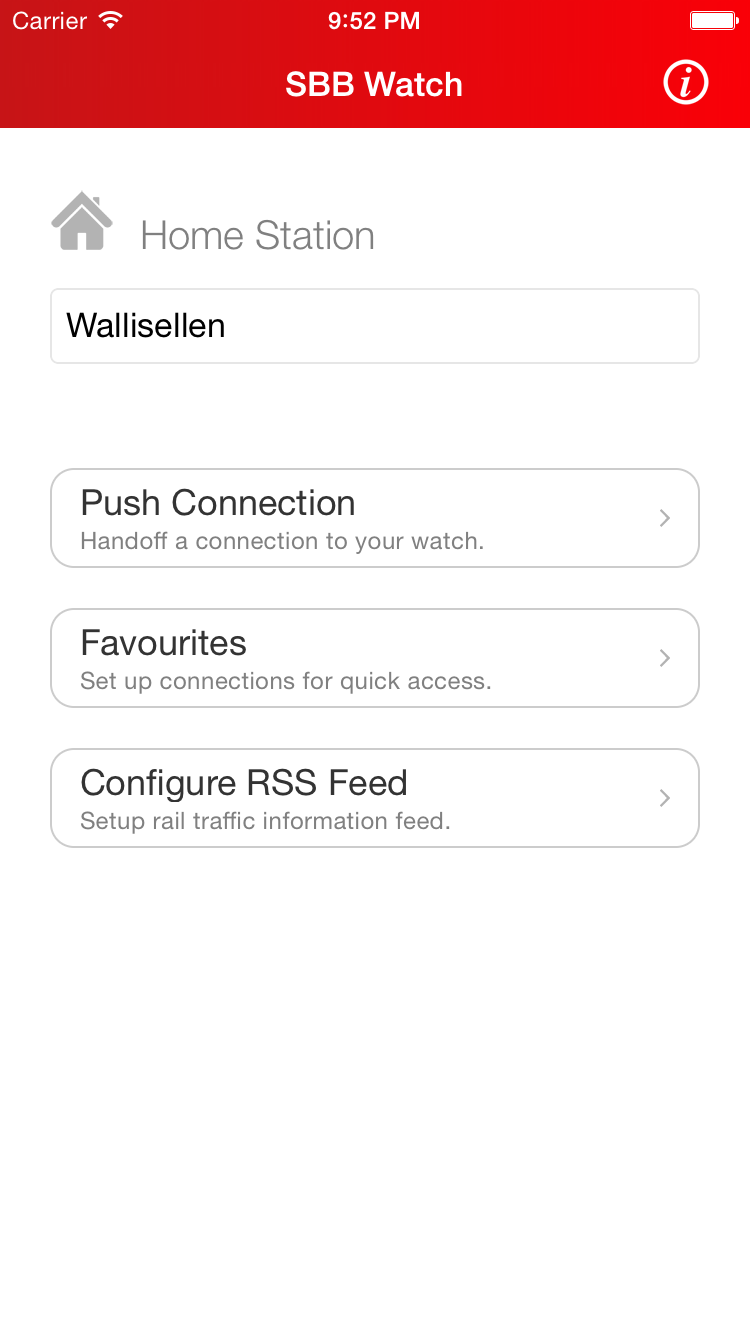 Carrier 9:52 PM
SBB Watch
Home Station
Wallisellen
Push Connection
Handoff a connection to your watch.
Favourites
Set up connections for quick access.
Configure RSS Feed
Setup rail traffic information feed.